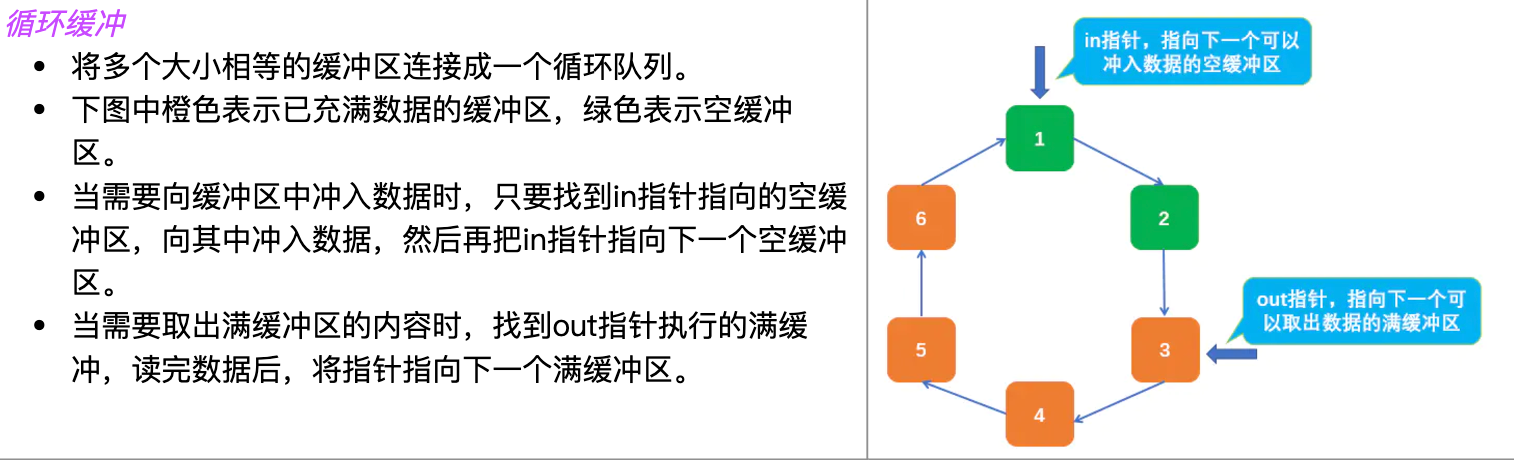 循环缓冲
• 将多个大小相等的缓冲区连接成一个循环队列。
• 下图中橙色表示已充满数据的缓冲区，绿色表示空缓冲
区。
• 当需要向缓冲区中冲入数据时，只要找到in指针指向的空缓
冲区，向其中冲入数据，然后再把in指针指向下一个空缓冲
区。
• 当需要取出满缓冲区的内容时，找到out指针执行的满缓
冲，读完数据后，将指针指向下一个满缓冲区。
in指针，指向下一个可以
冲入数据的空缓冲区
1
2
out指针，指向下一个可
以取出数据的满缓冲区
3
4
5
6